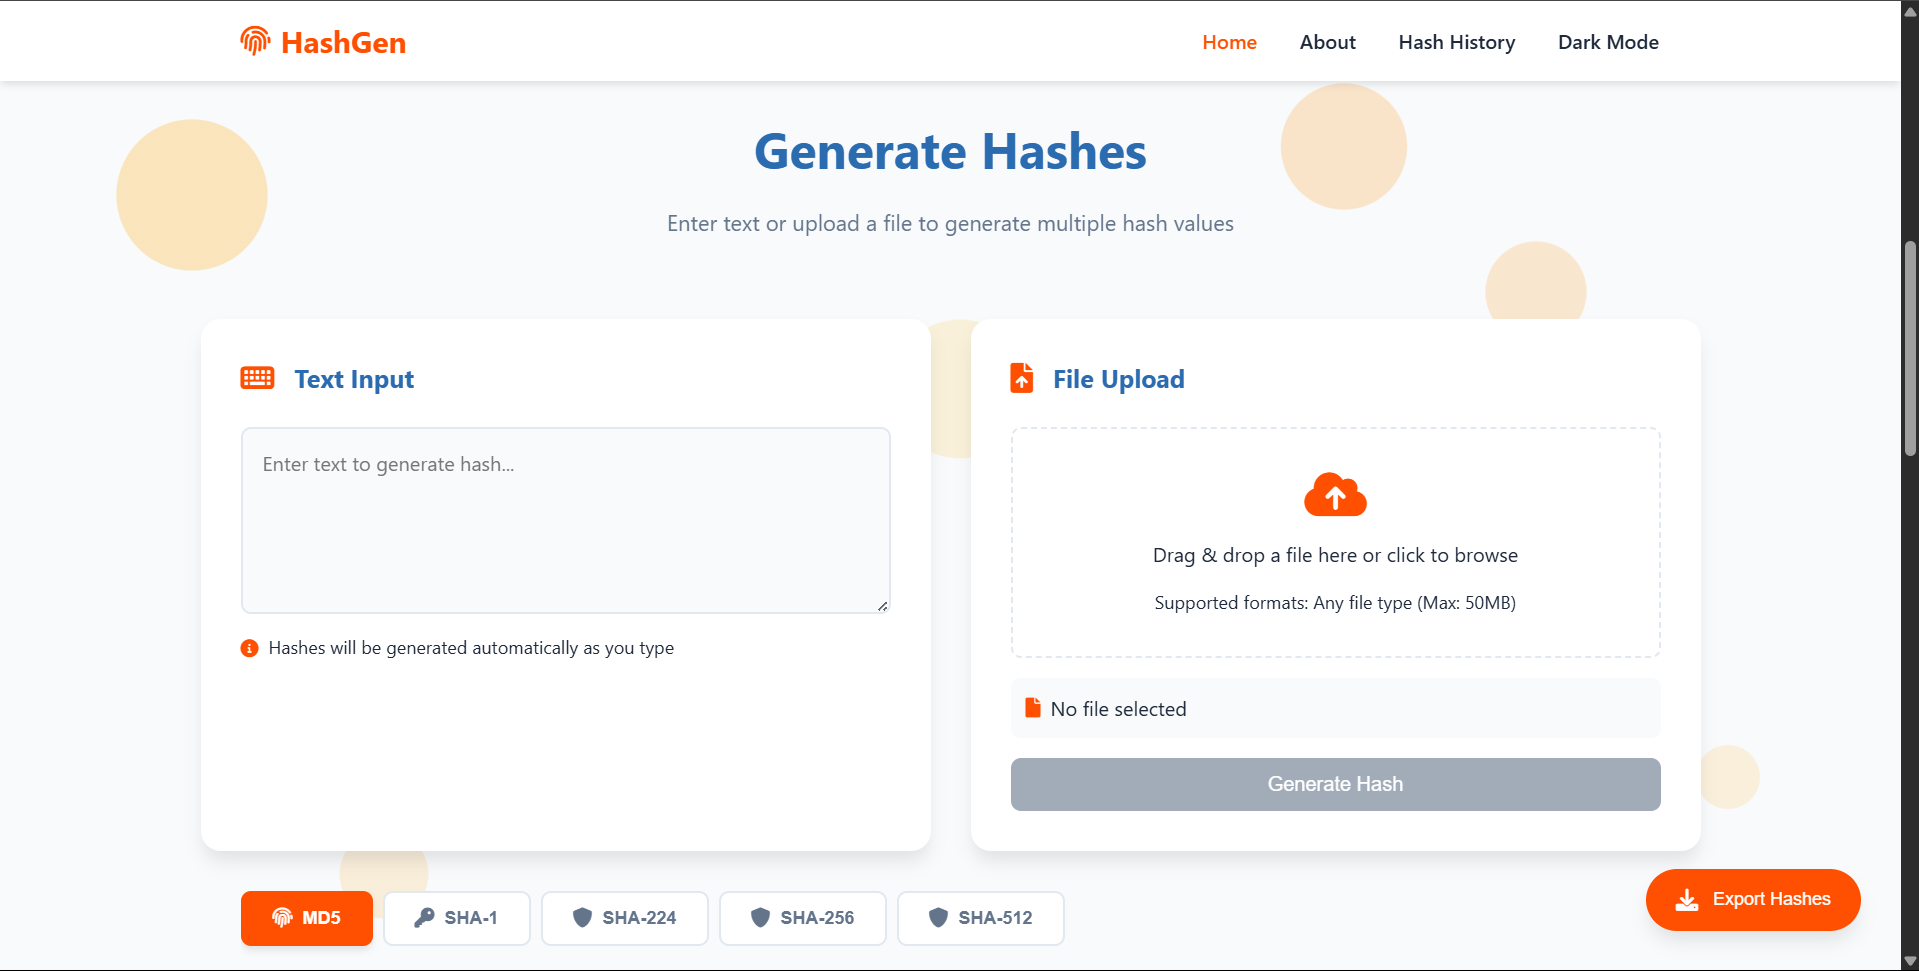 HashGen
Home
About
Hash History
Dark Mode
Generate Hashes
Enter text or upload a file to generate multiple hash values
Text Input
Enter text to generate hash...
Hashes will be generated automatically as you type
File Upload
Drag & drop a file here or click to browse
Supported formats: Any file type (Max: 50MB)
No file selected
Generate Hash
MD5
SHA-1
SHA-224
SHA-256
SHA-512
Export Hashes